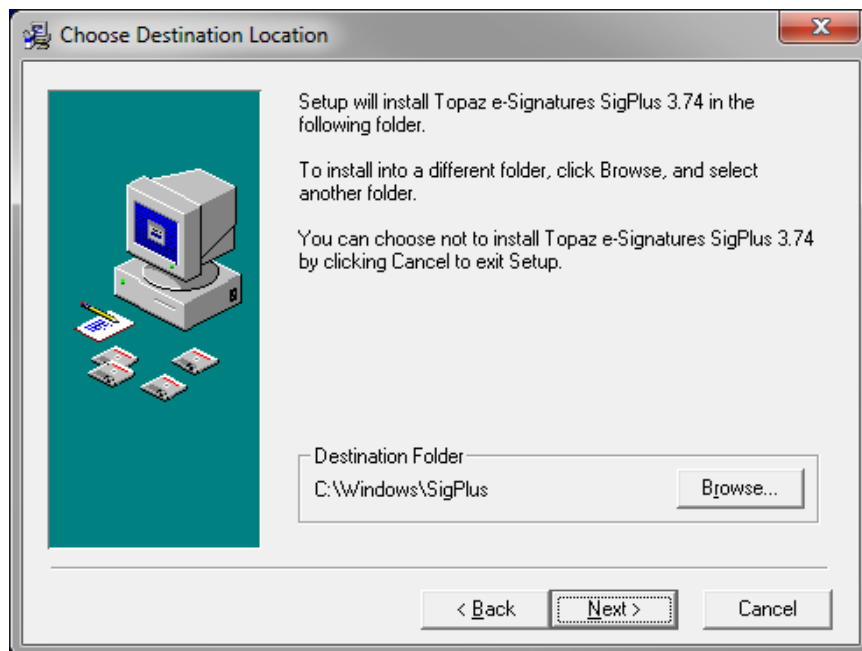 Choose Destination Location
Setup will install Topaz e-Signatures SigPlus 3.74 in the
following folder.
To install into a different folder, click Browse, and select
another folder.
You can choose not to install Topaz e-Signatures SigPlus 3.74
by clicking Cancel to exit Setup.
Destination Folder
C:\Windows\SigPlus
Browse...
< Back
Next >
Cancel